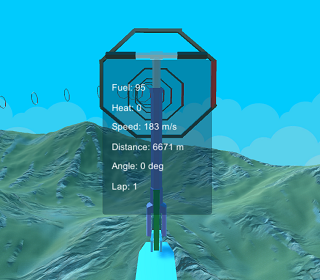 Fuel: 95
Heat: 0
Speed: 183 m/s
Distance: 6671 m
Angle: 0 deg
Lap: 1